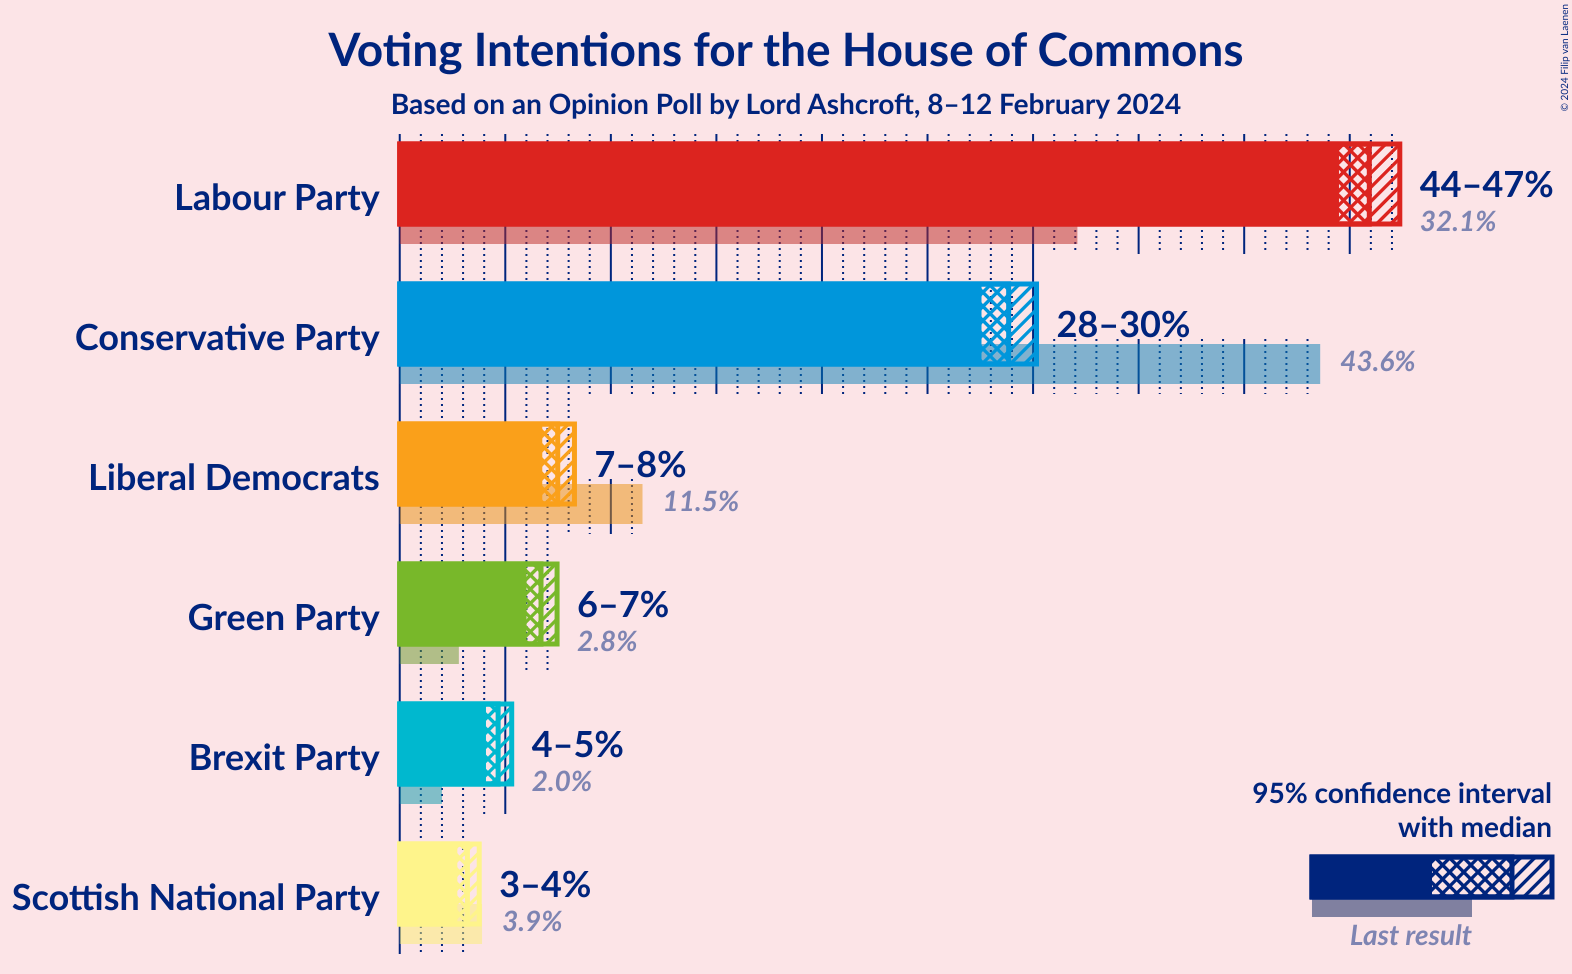 Voting Intentions for the House of Commons
Based on an Opinion Poll by Lord Ashcroft, 8–12 February 2024
© 2024 Filip van Laenen
Labour Party
44–47%
32.1%
Conservative Party
28–30%
43.6%
Liberal Democrats
7–8%
11.5%
Green Party
6–7%
2.8%
Brexit Party
4–5%
2.0%
Scottish National Party
3–4%
3.9%
95% confidence interval
with median
Last result